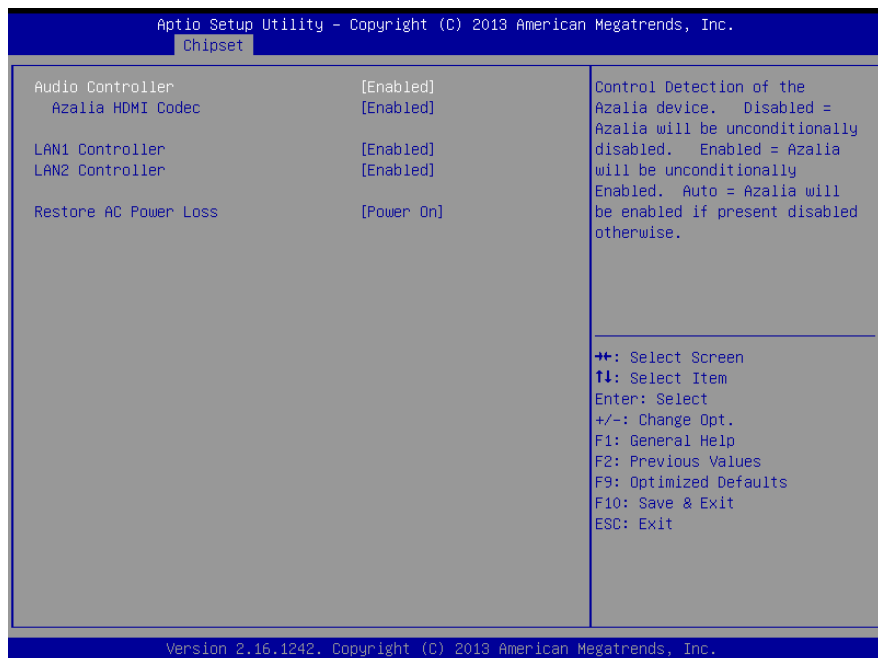 Aptio Setup Utility – Copyright (C) 2013 American Megatrends, Inc.
Chipset
Audio Controller [Enabled]
Azalia HDMI Codec [Enabled]
LAN1 Controller [Enabled]
LAN2 Controller [Enabled]
Restore AC Power Loss [Power On]
Control Detection of the
Azalia device. Disabled =
Azalia will be unconditionally
disabled. Enabled = Azalia
will be unconditionally
Enabled. Auto = Azalia will
be enabled if present disabled
otherwise.
→←: Select Screen
↑↓: Select Item
Enter: Select
+/-: Change Opt.
F1: General Help
F2: Previous Values
F9: Optimized Defaults
F10: Save & Exit
ESC: Exit
Version 2.16.1242. Copyright (C) 2013 American Megatrends, Inc.